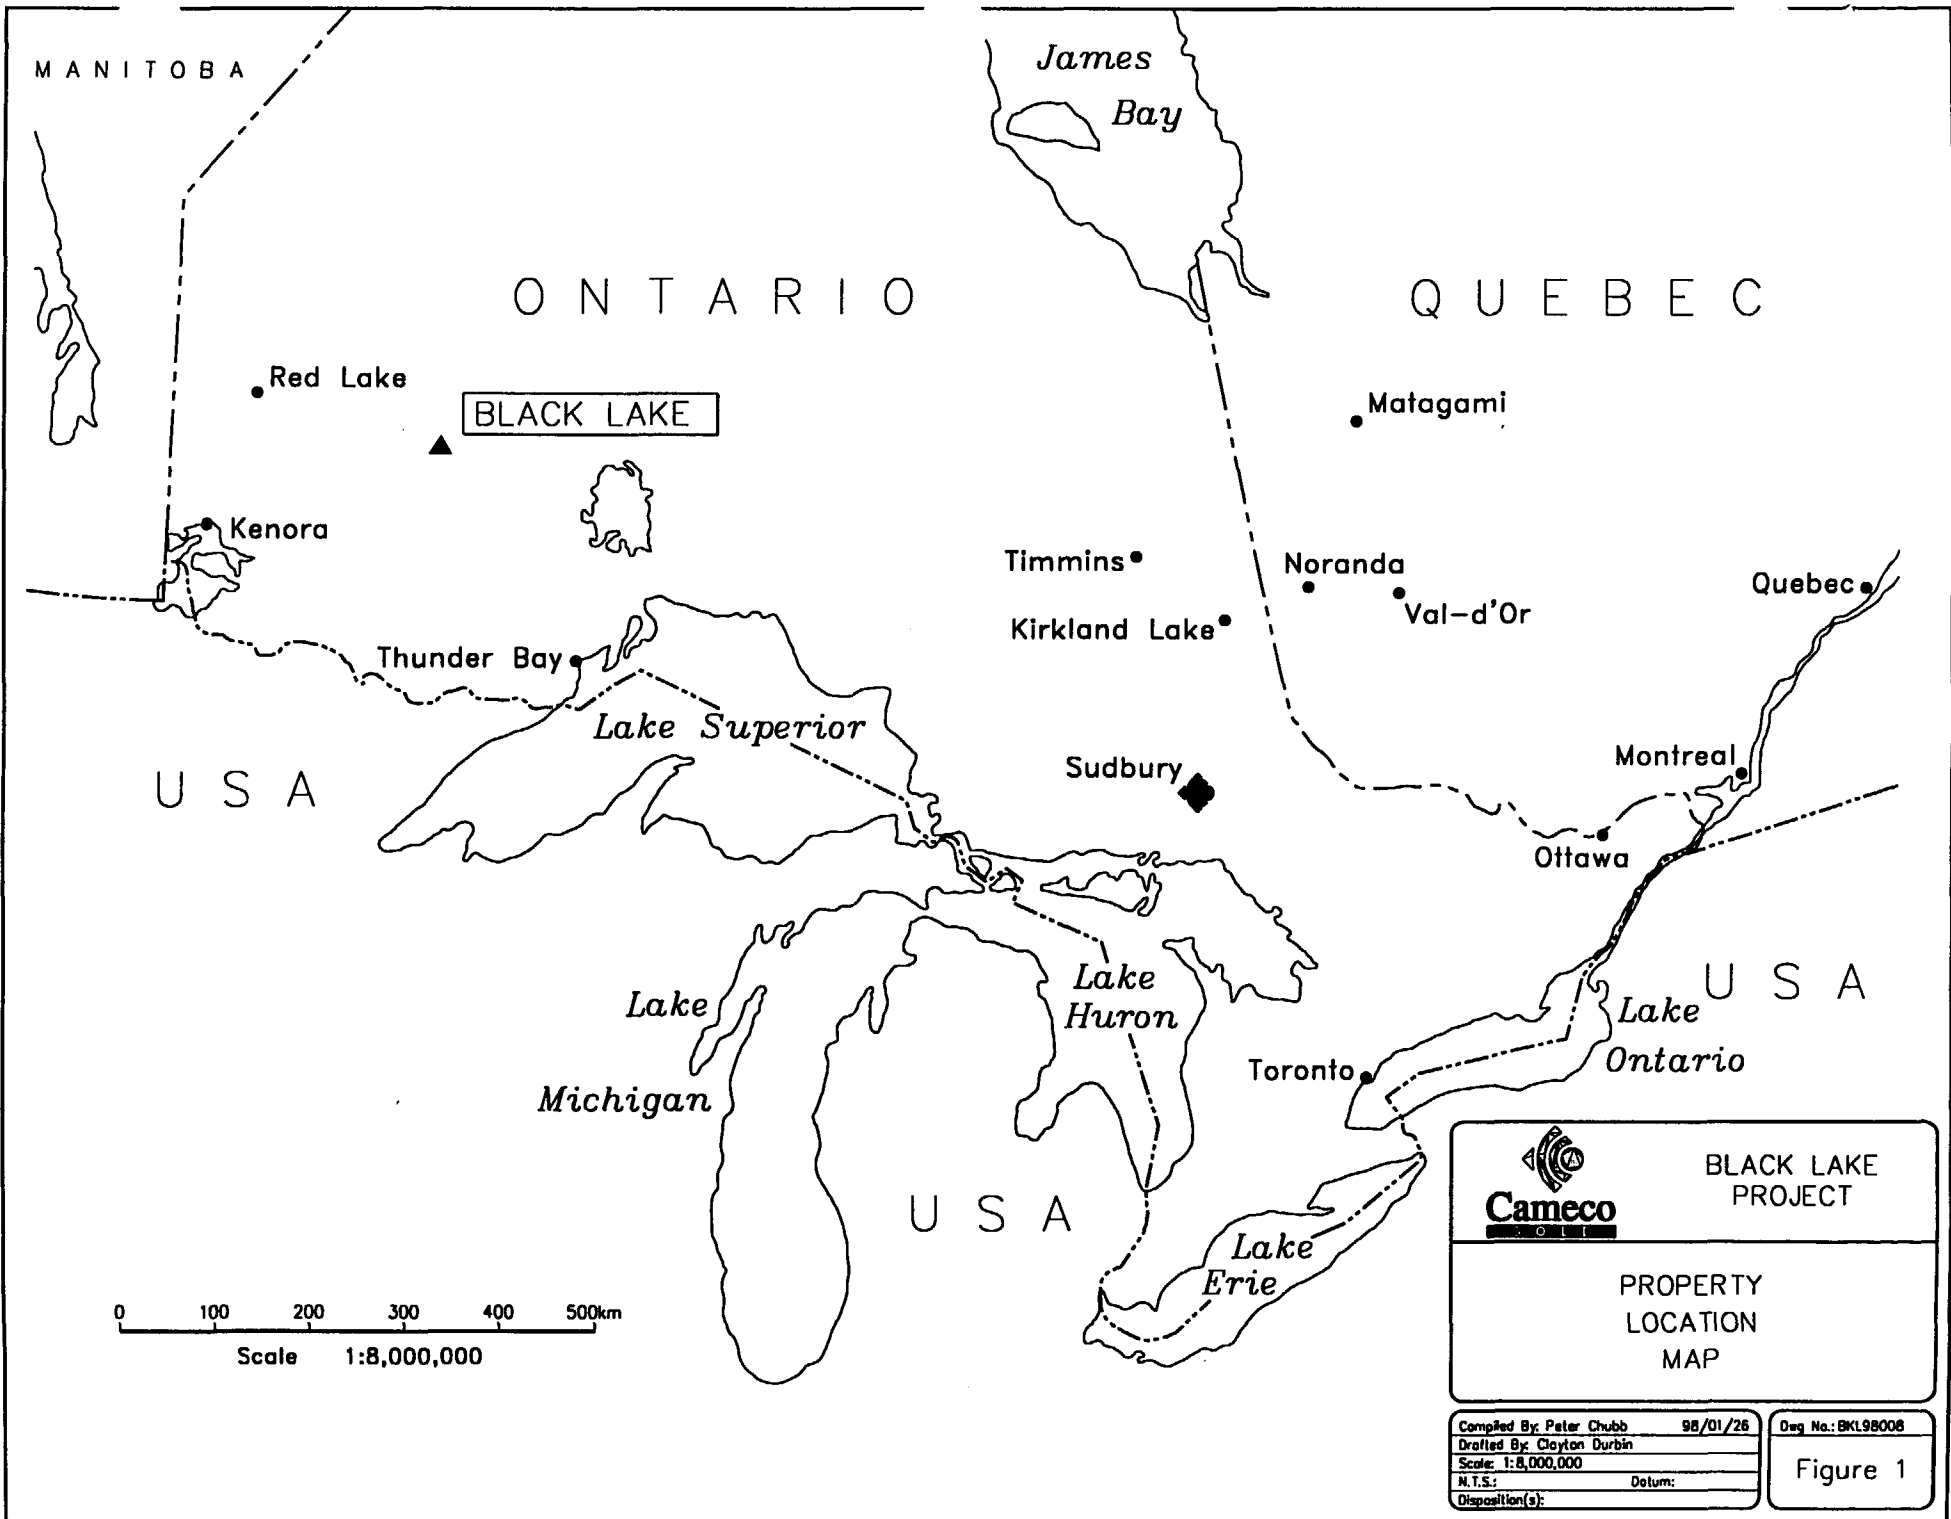 MANITOBA
James
Bay
ONTARIO
QUEBEC
Red Lake
BLACK LAKE
Matagami
Kenora
Timmins
Noranda
Quebec
Val-d'Or
Kirkland Lake
Thunder Bay
Lake Superior
Montreal
Sudbury
USA
Ottawa
Lake
Michigan
Lake
Huron
USA
Lake
Ontario
Toronto
USA
Lake
Erie
0 100 200 300 400 500km
Scale 1:8,000,000
Cameco
BLACK LAKE
PROJECT
PROPERTY
LOCATION
MAP
Compiled By: Peter Chubb 98/01/26
Drafted By: Clayton Durbin
Scale: 1:8,000,000
N.T.S.: Datum:
Disposition(s):
Dwg No.: BKL98008
Figure 1